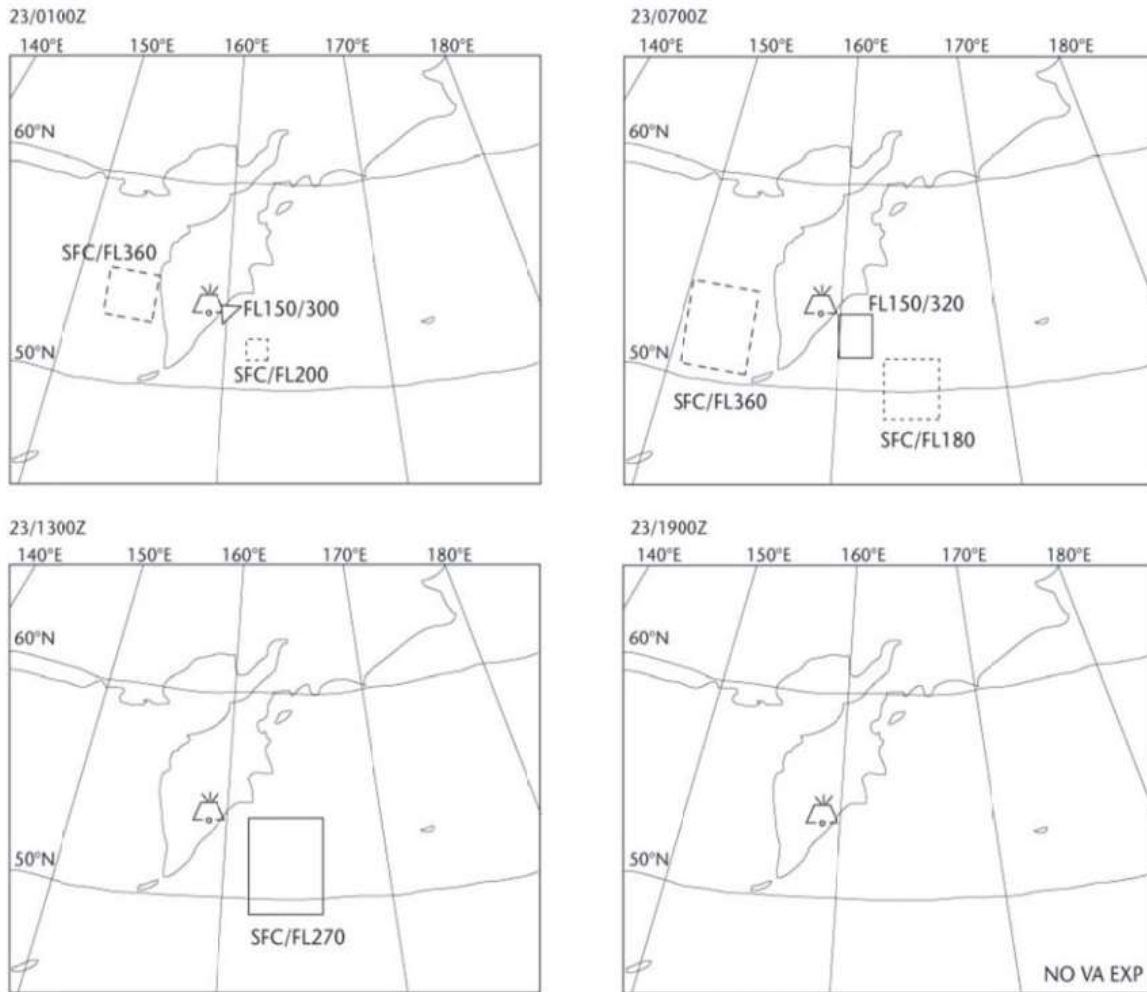 23/0100Z
140°E 150°E 160°E 170°E 180°E
60°N
SFC/FL360
FL150/300
50°N
SFC/FL200
23/0700Z
140°E 150°E 160°E 170°E 180°E
60°N
FL150/320
50°N
SFC/FL360
SFC/FL180
23/1300Z
140°E 150°E 160°E 170°E 180°E
60°N
50°N
SFC/FL270
23/1900Z
140°E 150°E 160°E 170°E 180°E
60°N
50°N
NO VA EXP